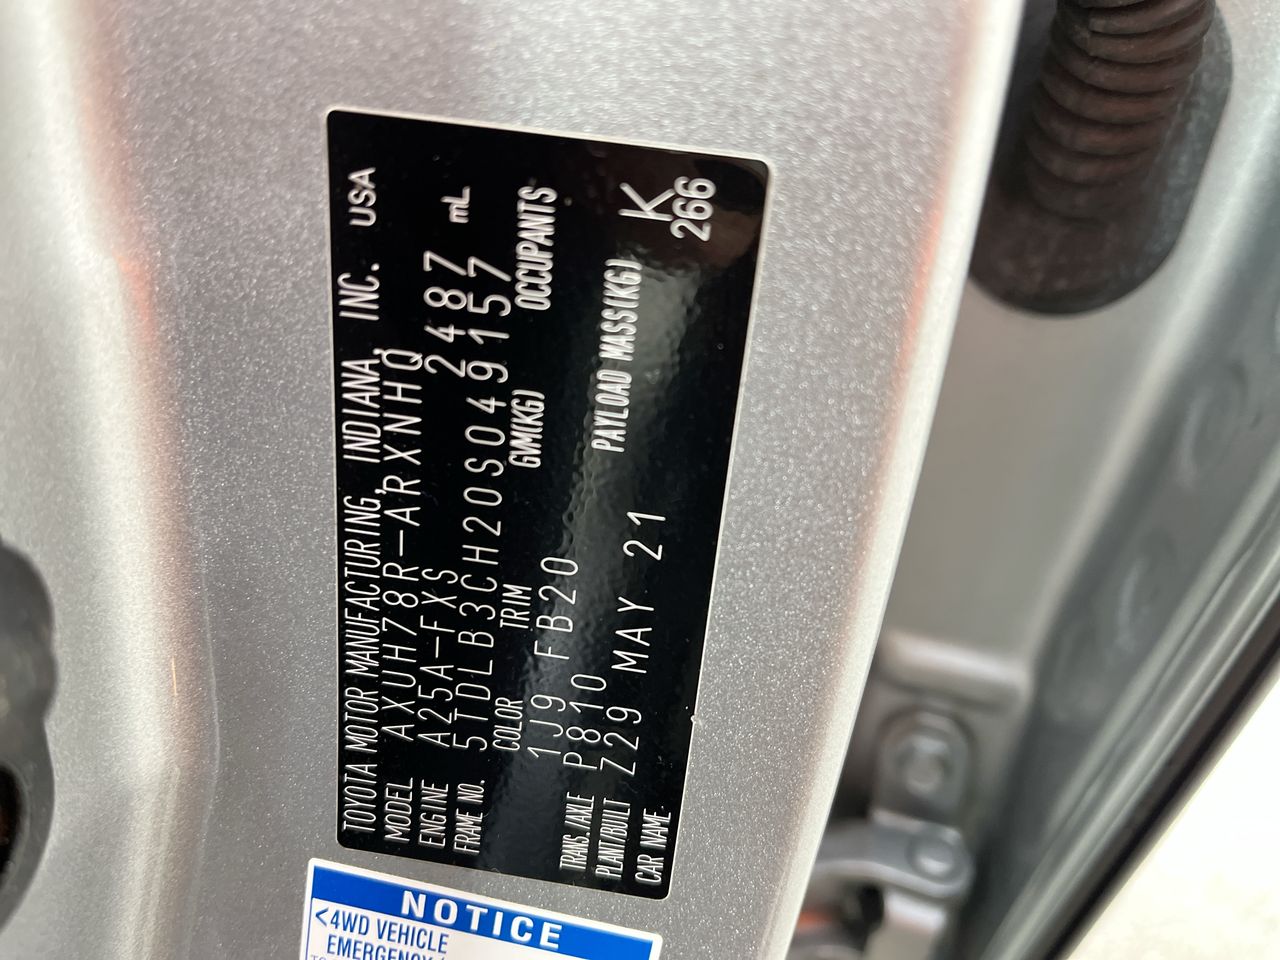 TOYOTA MOTOR MANUFACTURING, INDIANA, INC. USA
MODEL AXUH78R-ARXNHQ
ENGINE A25A-FXS 2487 mL
FRAME NO. 5TDLB3CH20S049157
COLOR TRIM GVM(KG) OCCUPANTS
1J9 FB20
TRANS./AXLE P810 PAYLOAD MASS(KG)
PLANT/BUILT Z29 MAY 21 K
CAR NAME 266
NOTICE
<4WD VEHICLE
EMERGENCY